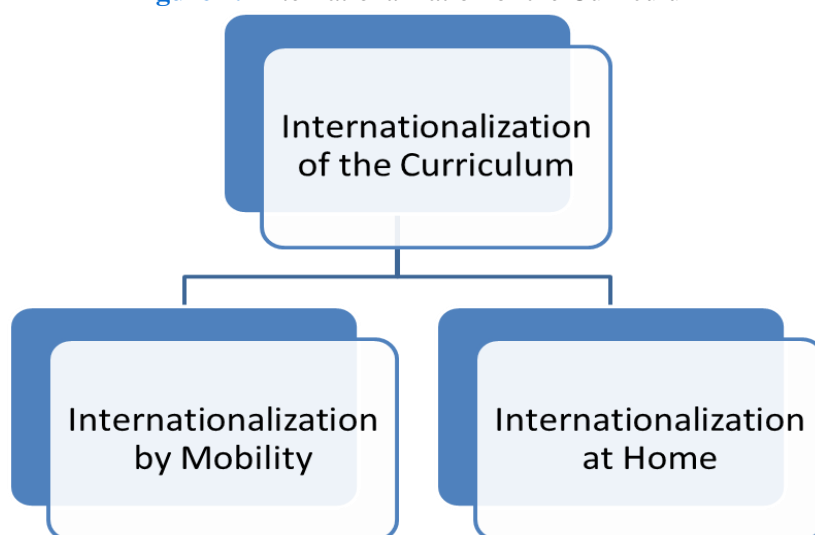 Internationalization
of the Curriculum
Internationalization
by Mobility
Internationalization
at Home